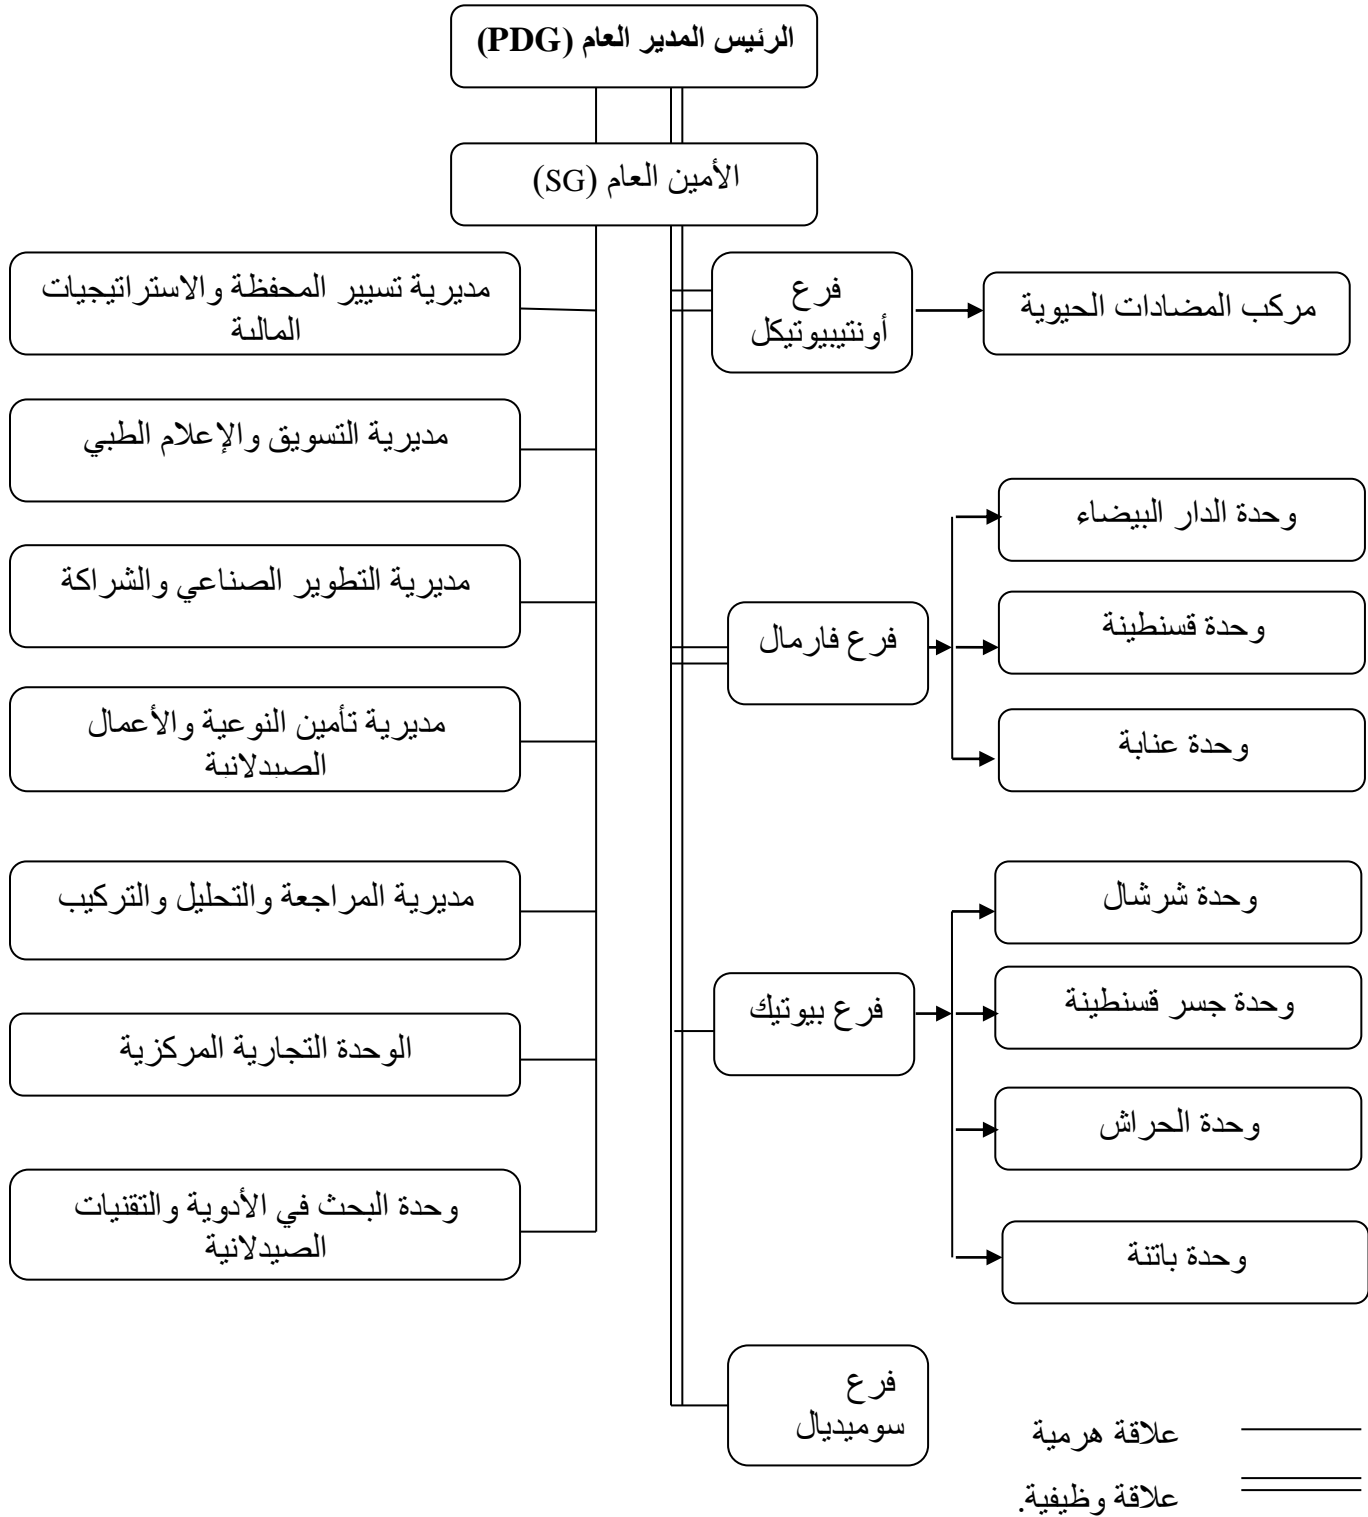 الرئيس المدير العام (PDG)
الأمين العام (SG)
فرع
أونتيبيوتيكل
مركب المضادات الحيوية
مديرية تسيير المحفظة والاستراتيجيات
المالية
مديرية التسويق والإعلام الطبي
وحدة الدار البيضاء
مديرية التطوير الصناعي والشراكة
وحدة قسنطينة
فرع فارمال
مديرية تأمين النوعية والأعمال
الصيدلانية
وحدة عنابة
مديرية المراجعة والتحليل والتركيب
وحدة شرشال
وحدة جسر قسنطينة
فرع بيوتيك
الوحدة التجارية المركزية
وحدة الحراش
وحدة البحث في الأدوية والتقنيات
الصيدلانية
وحدة باتنة
فرع
سوميديال
علاقة هرمية
علاقة وظيفية.